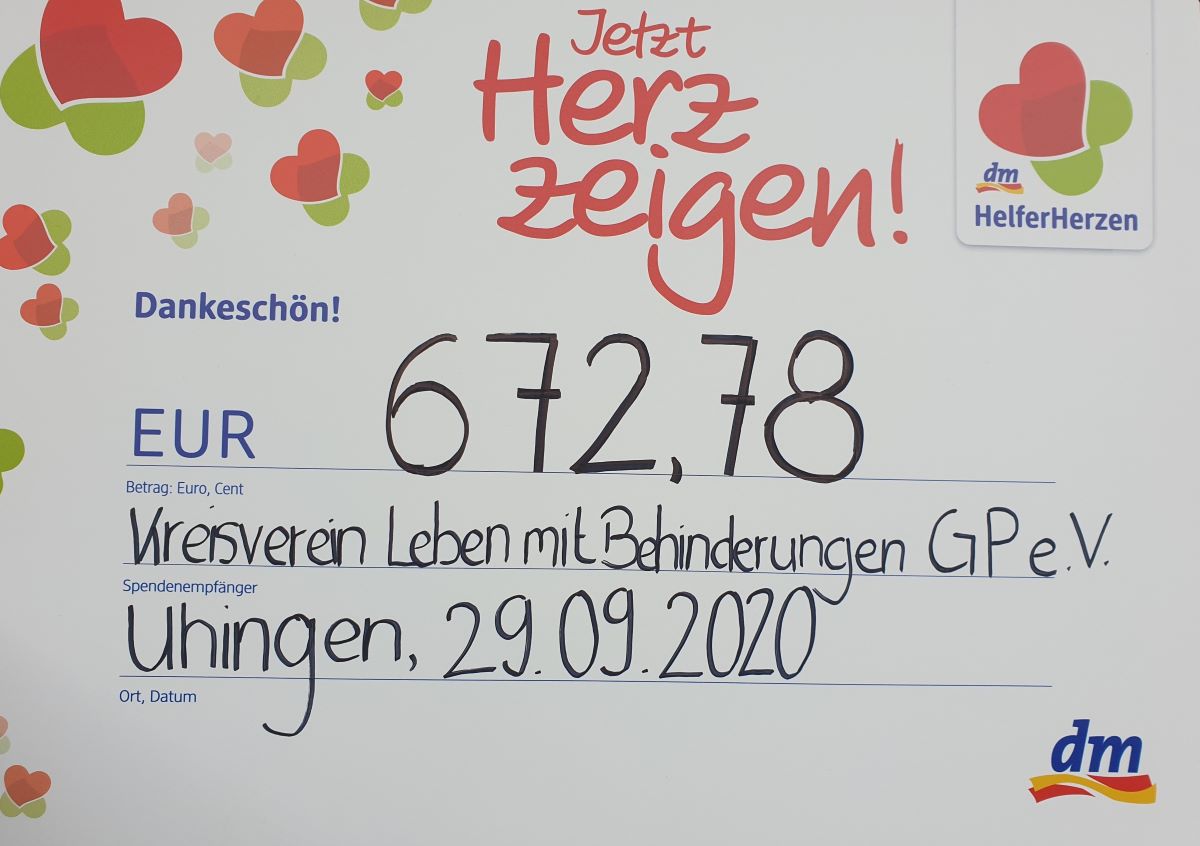 Jetzt
Herz
zeigen!
dm
HelferHerzen
Dankeschön!
EUR 672,78
Betrag: Euro, Cent
Kreisverein Leben mit Behinderungen GP e.V.
Spendenempfänger
Uhingen, 29.09.2020
Ort, Datum
dm